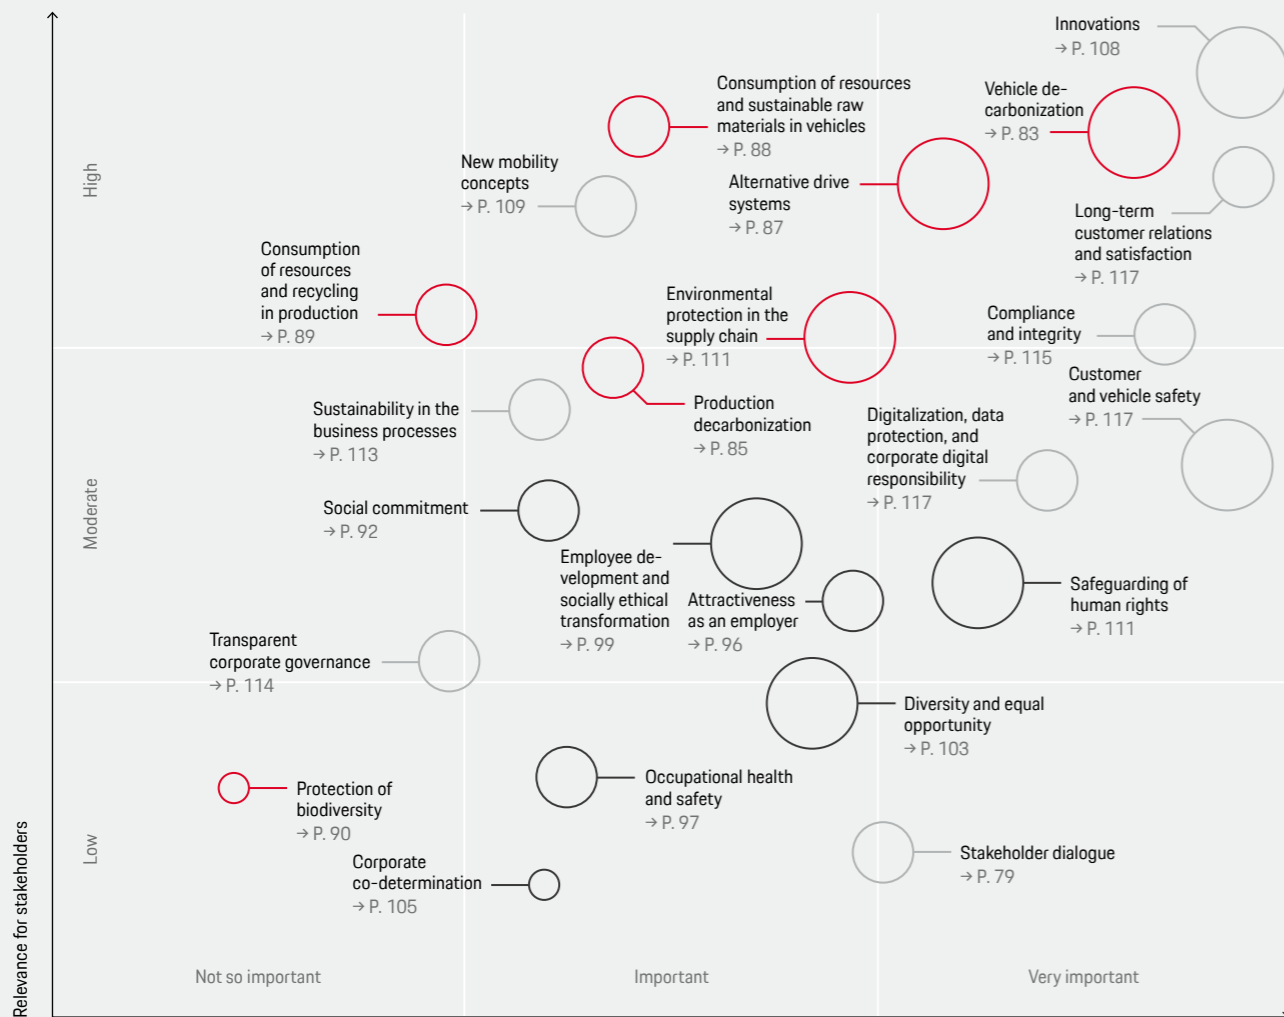 Innovations
→ P. 108
Consumption of resources
and sustainable raw
materials in vehicles
→ P. 88
Vehicle de-
carbonization
→ P. 83
New mobility
concepts
→ P. 109
Alternative drive
systems
→ P. 87
High
Long-term
customer relations
and satisfaction
→ P. 117
Consumption
of resources
and recycling
in production
→ P. 89
Environmental
protection in the
supply chain
→ P. 111
Compliance
and integrity
→ P. 115
Customer
and vehicle safety
→ P. 117
Sustainability in the
business processes
→ P. 113
Production
decarbonization
→ P. 85
Digitalization, data
protection, and
corporate digital
responsibility
→ P. 117
Moderate
Social commitment
→ P. 92
Employee de-
velopment and
socially ethical
transformation
→ P. 99
Attractiveness
as an employer
→ P. 96
Safeguarding of
human rights
→ P. 111
Transparent
corporate governance
→ P. 114
Diversity and equal
opportunity
→ P. 103
Protection of
biodiversity
→ P. 90
Occupational health
and safety
→ P. 97
Low
Corporate
co-determination
→ P. 105
Stakeholder dialogue
→ P. 79
Relevance for stakeholders
Not so important
Important
Very important